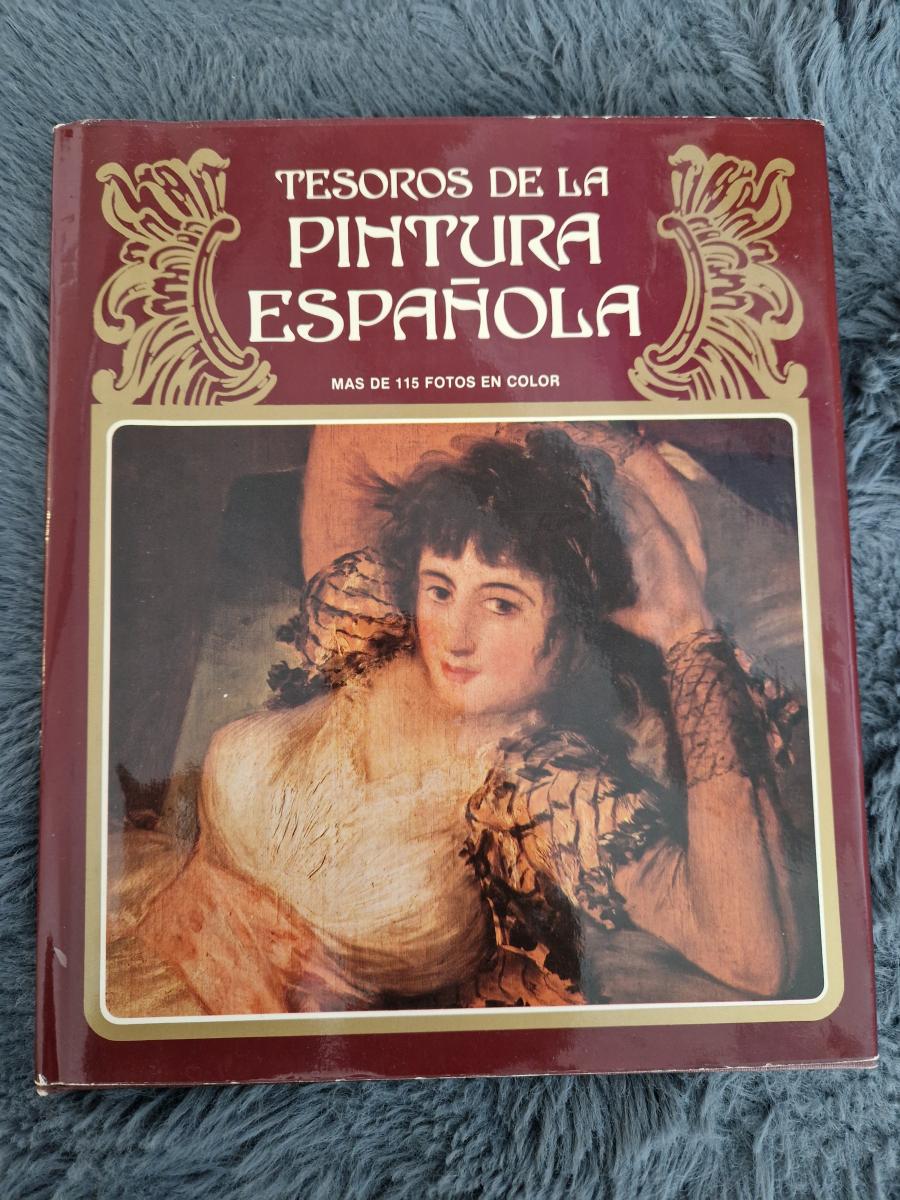 TESOROS DE LA
PINTURA
ESPAÑOLA
MAS DE 115 FOTOS EN COLOR